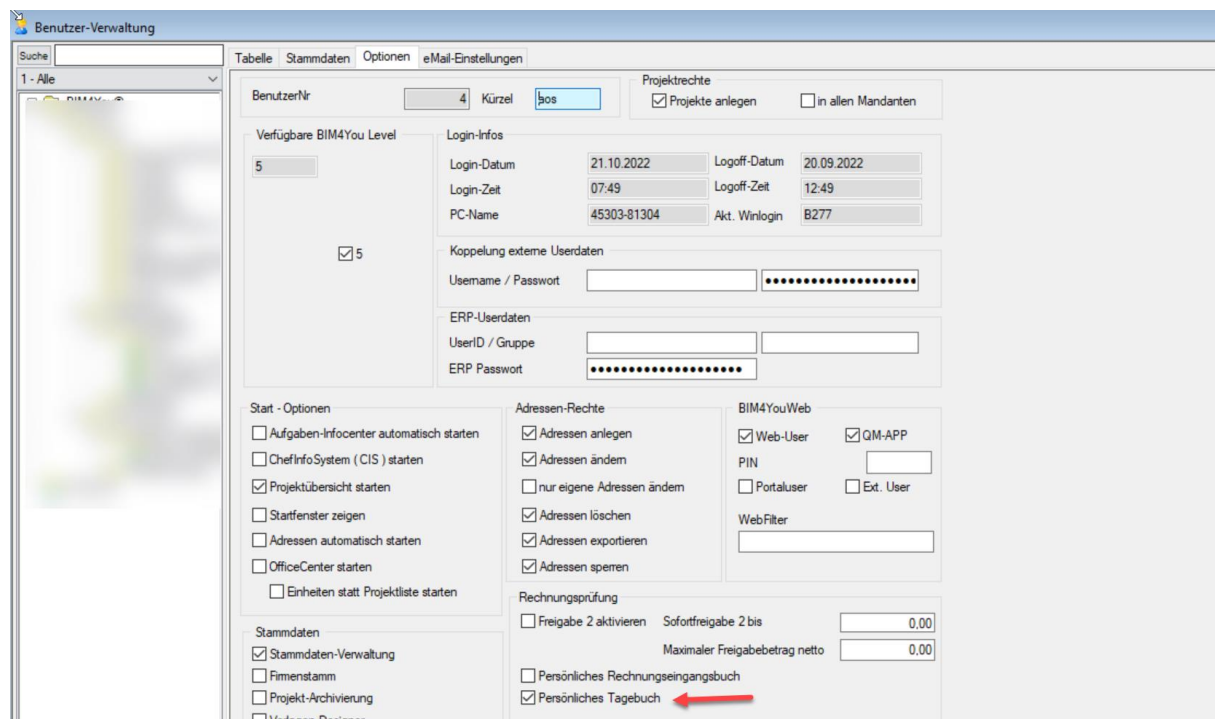 Benutzer-Verwaltung
Suche
Tabelle Stammdaten Optionen eMail-Einstellungen
1 - Alle
BenutzerNr 4 Kürzel
Projektrechte
Projekte anlegen in allen Mandanten
Verfügbare BIM4You Level
5
5
Login-Infos
Login-Datum 21.10.2022 Logoff-Datum 20.09.2022
Login-Zeit 07:49 Logoff-Zeit 12:49
PC-Name 45303-81304 Akt. Winlogin B277
Koppelung externe Userdaten
Username / Passwort
ERP-Userdaten
UserID / Gruppe
ERP Passwort
Start - Optionen
Aufgaben-Infocenter automatisch starten
ChefInfoSystem ( CIS ) starten
Projektübersicht starten
Startfenster zeigen
Adressen automatisch starten
OfficeCenter starten
Einheiten statt Projektliste starten
Adressen-Rechte
Adressen anlegen
Adressen ändern
nur eigene Adressen ändern
Adressen löschen
Adressen exportieren
Adressen sperren
BIM4YouWeb
Web-User QM-APP
PIN
Portaluser Ext. User
WebFilter
Stammdaten
Stammdaten-Verwaltung
Firmenstamm
Projekt-Archivierung
Rechnungsprüfung
Freigabe 2 aktivieren Sofortfreigabe 2 bis 0,00
Maximaler Freigabebetrag netto 0,00
Persönliches Rechnungseingangsbuch
Persönliches Tagebuch